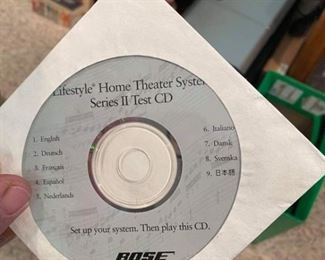 Lifestyle® Home Theater System
Series II Test CD
1. English
2. Deutsch
3. Français
4. Español
5. Nederlands
6. Italiano
7. Dansk
8. Svenska
9. 日本語
Set up your system. Then play this CD.
BOSE